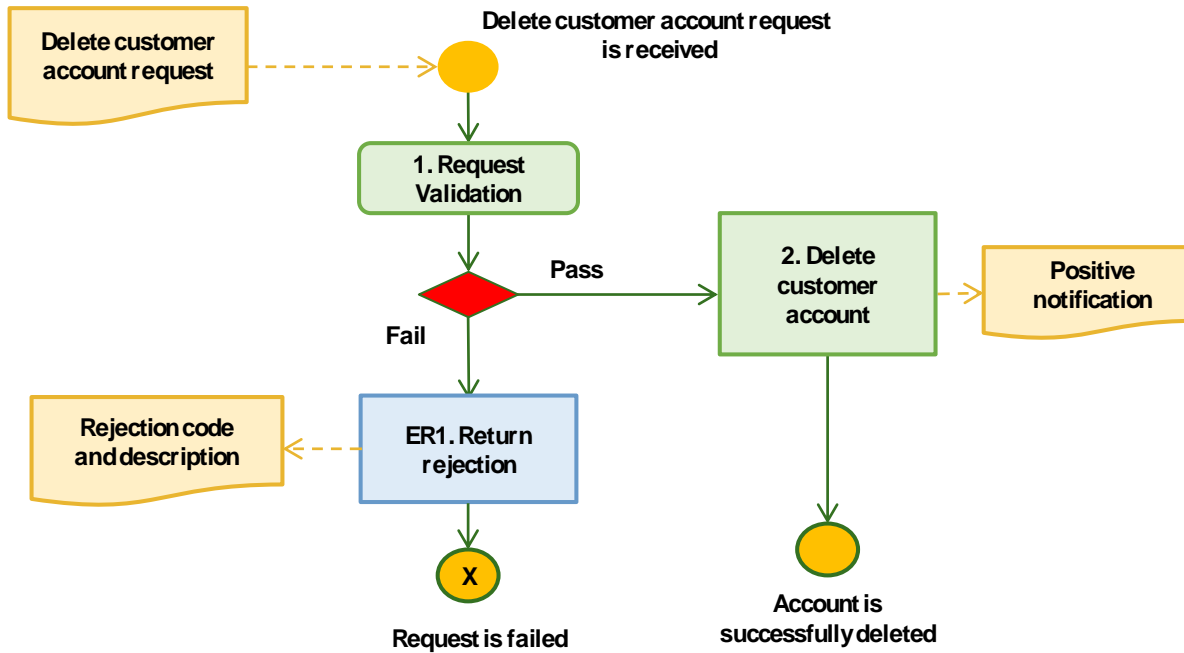 Delete customer
account request
Delete customer account request
is received
1. Request
Validation
Pass
Fail
2. Delete
customer
account
Positive
notification
Rejection code
and description
ER1. Return
rejection
X
Request is failed
Account is
successfully deleted